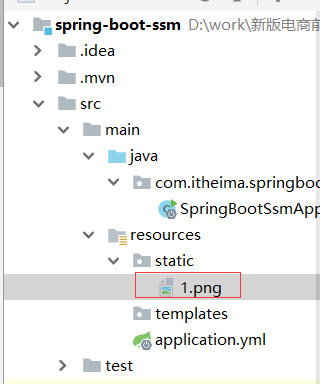 spring-boot-ssm D:\work\新版电商前
.idea
.mvn
src
main
java
com.itheima.springboo
SpringBootSsmApp
resources
static
1.png
templates
application.yml
test